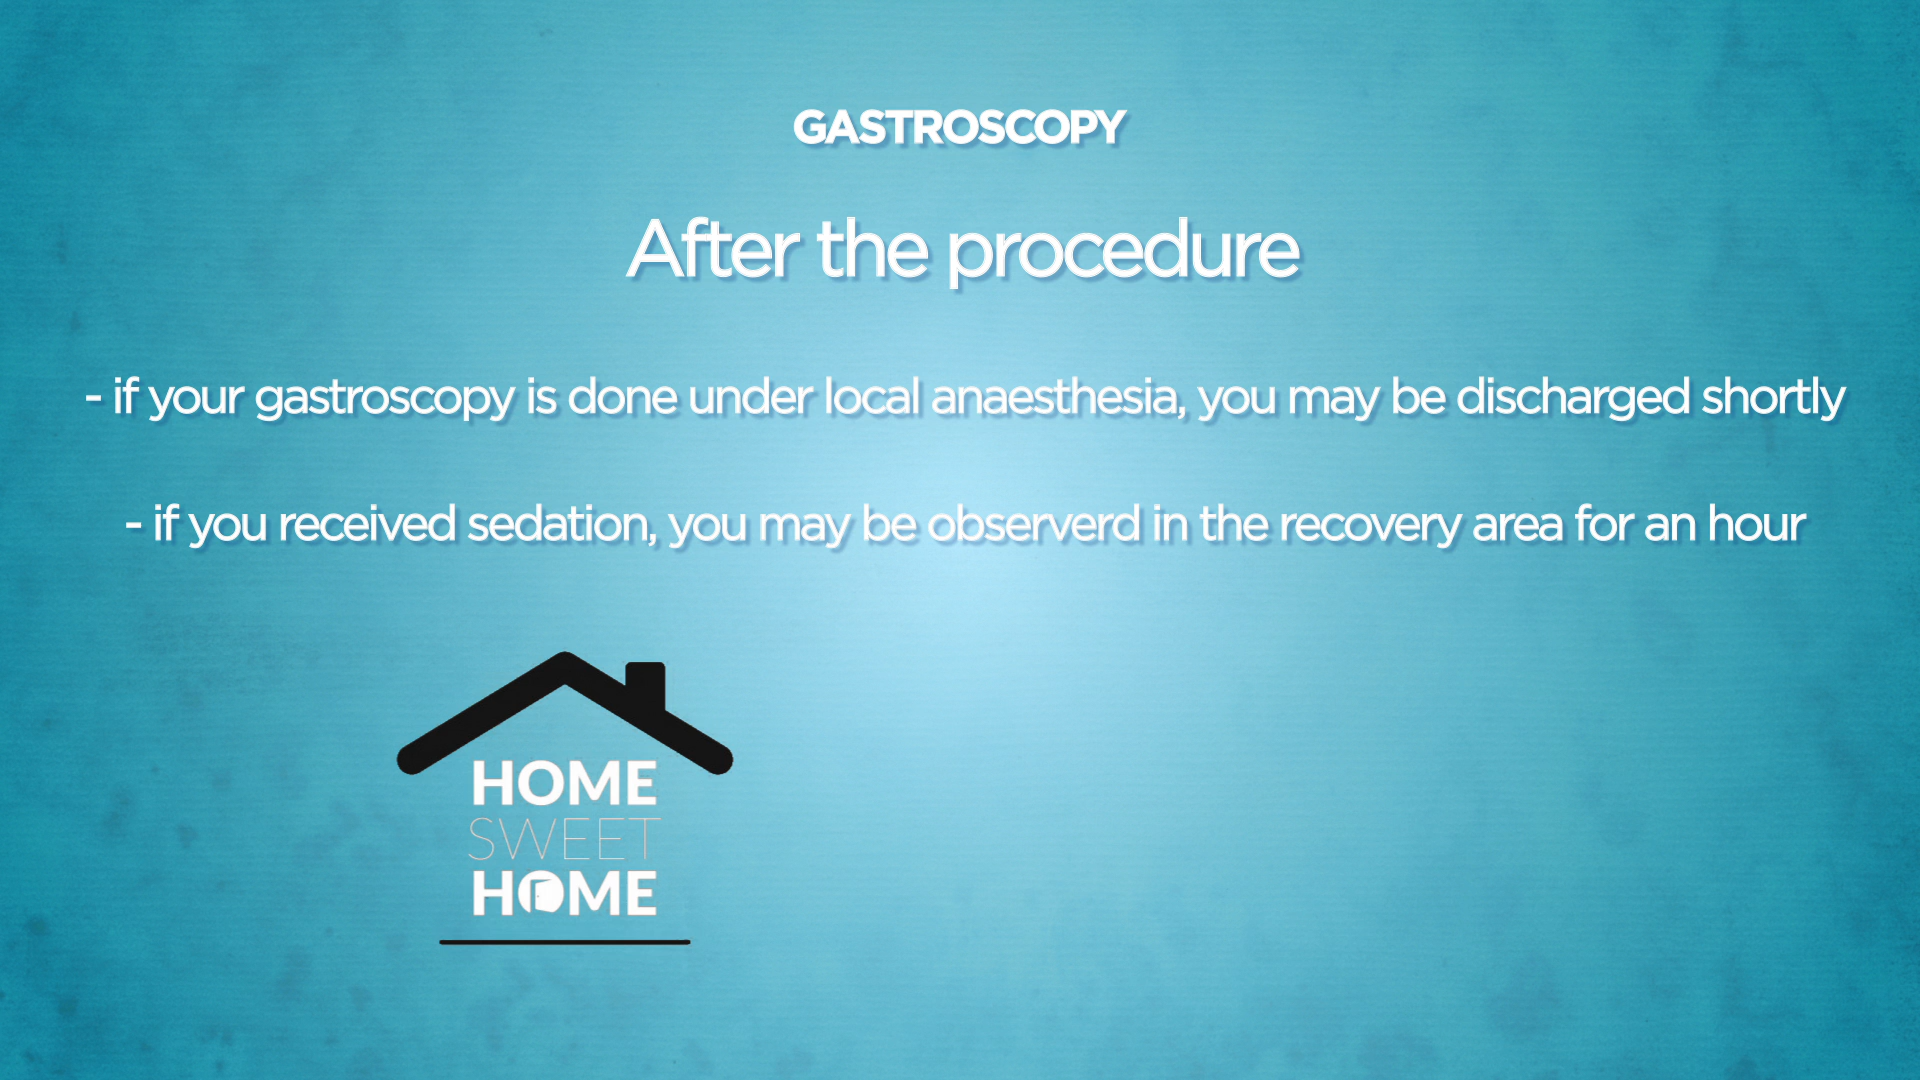 GASTROSCOPY
After the procedure
- if your gastroscopy is done under local anaesthesia, you may be discharged shortly
- if you received sedation, you may be observerd in the recovery area for an hour
HOME
SWEET
HOME